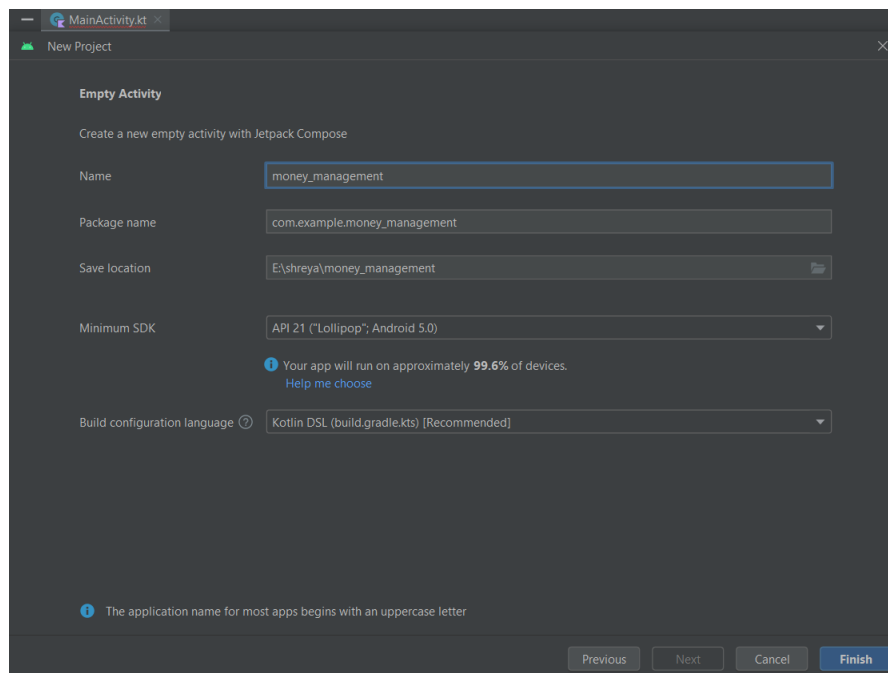 MainActivity.kt
New Project
Empty Activity
Create a new empty activity with Jetpack Compose
Name money_management
Package name com.example.money_management
Save location E:\shreya\money_management
Minimum SDK API 21 ("Lollipop"; Android 5.0)
Your app will run on approximately 99.6% of devices.
Help me choose
Build configuration language ? Kotlin DSL (build.gradle.kts) [Recommended]
The application name for most apps begins with an uppercase letter
Previous Next Cancel Finish